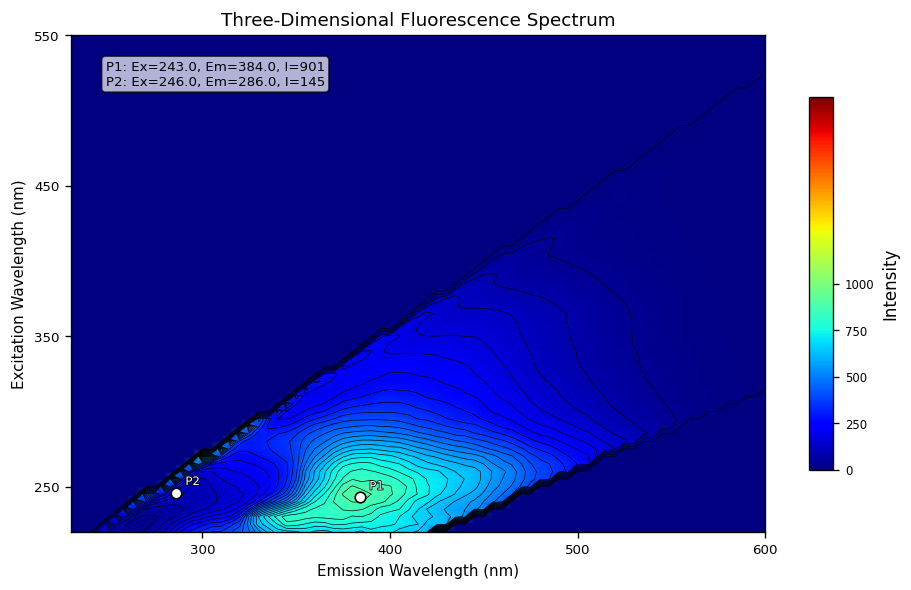 Three-Dimensional Fluorescence Spectrum
P1: Ex=243.0, Em=384.0, I=901
P2: Ex=246.0, Em=286.0, I=145
550
450
350
250
Excitation Wavelength (nm)
P2
P1
300
400
500
600
Emission Wavelength (nm)
1000
750
500
250
0
Intensity